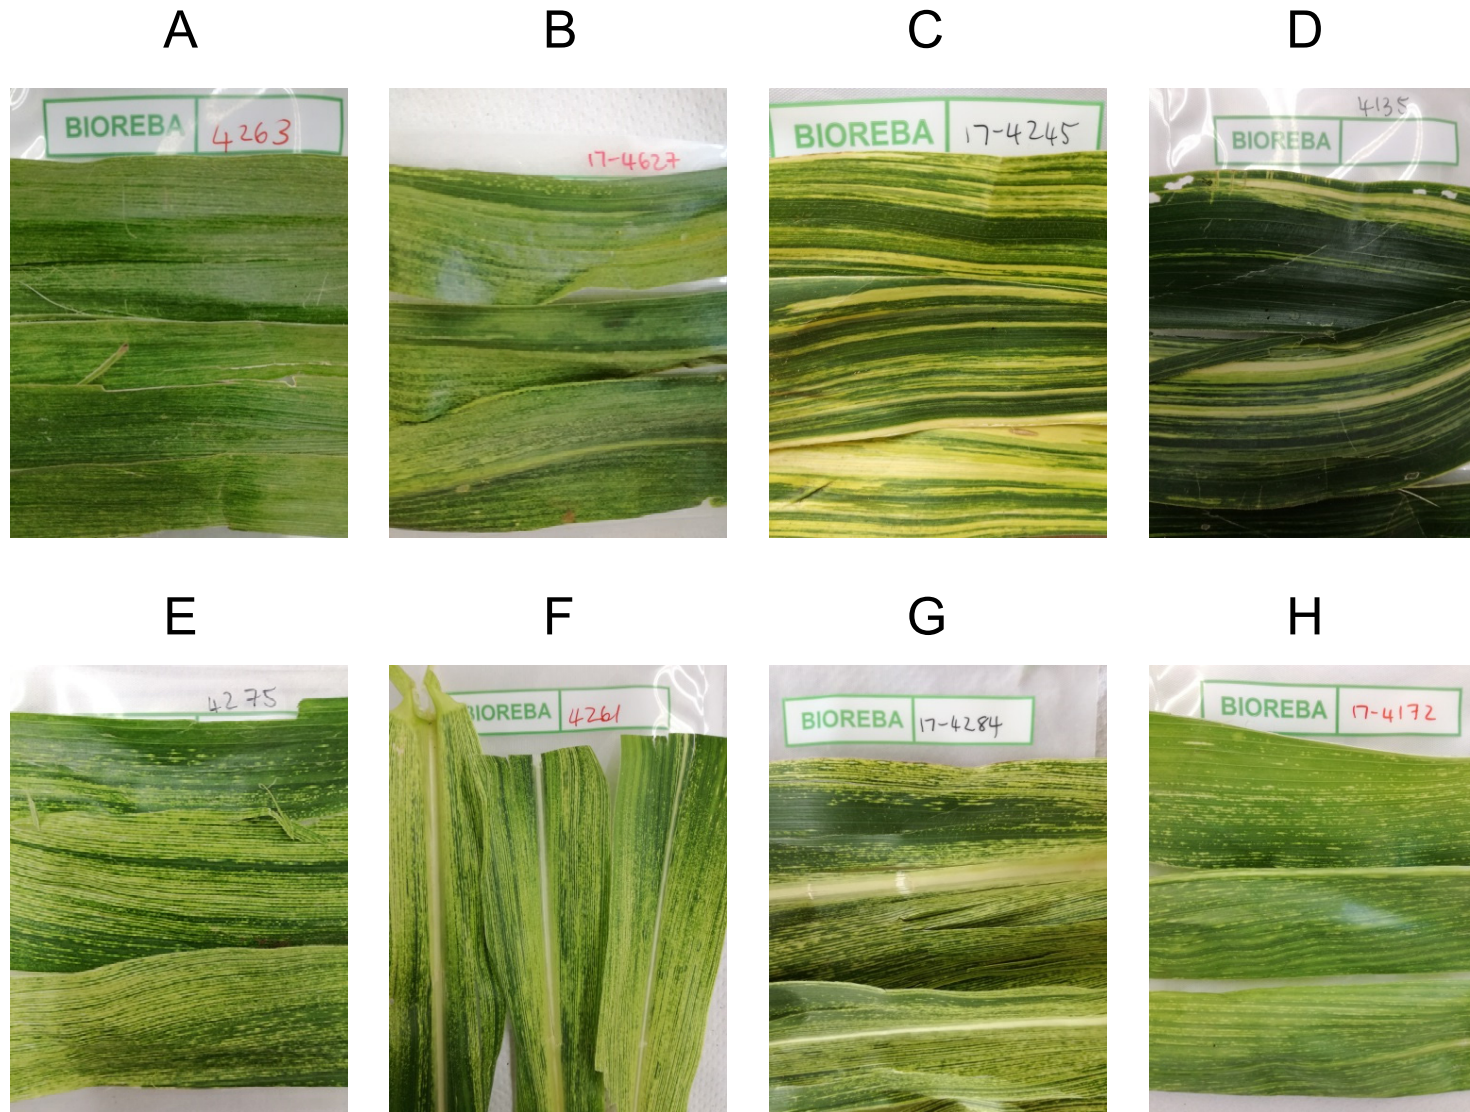 A
B
C
D
BIOREBA 4263
17-4627
BIOREBA 17-4245
4135
BIOREBA
E
F
G
H
4275
BIOREBA 4261
BIOREBA 17-4284
BIOREBA 17-4172